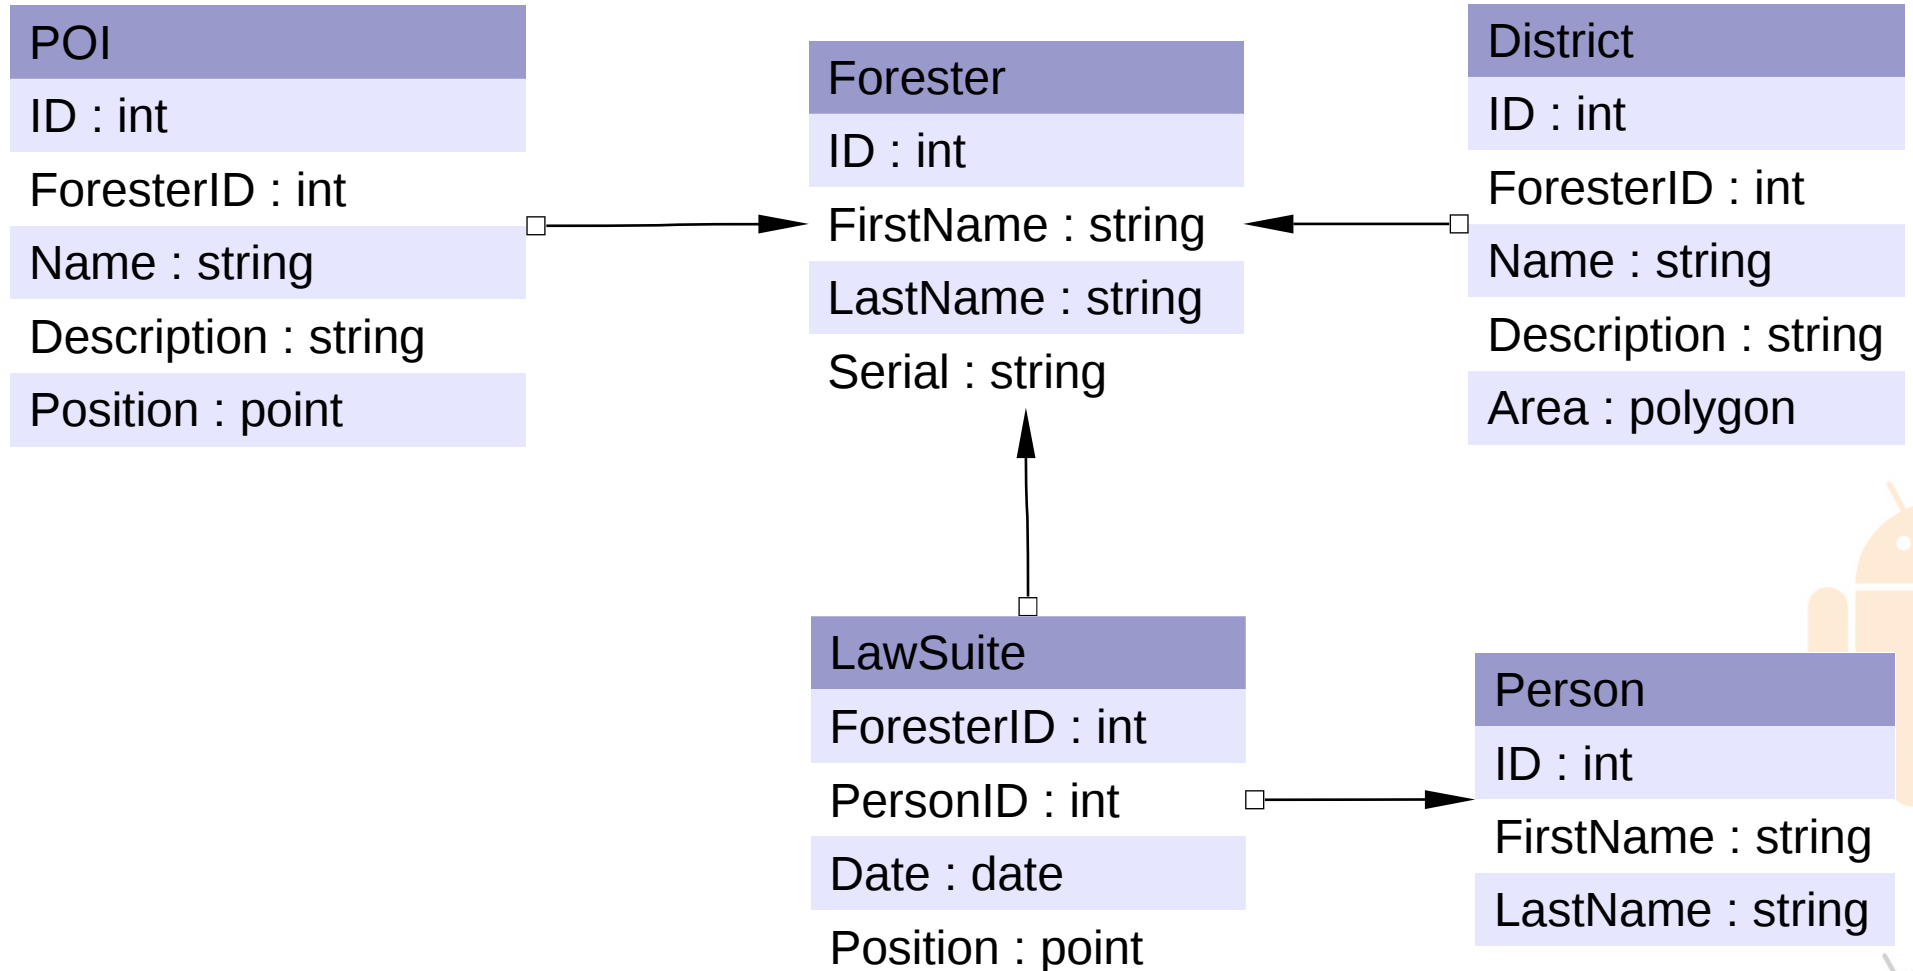 POI
ID : int
ForesterID : int
Name : string
Description : string
Position : point
Forester
ID : int
FirstName : string
LastName : string
Serial : string
District
ID : int
ForesterID : int
Name : string
Description : string
Area : polygon
LawSuite
ForesterID : int
PersonID : int
Date : date
Position : point
Person
ID : int
FirstName : string
LastName : string